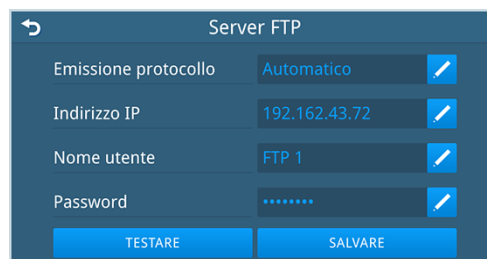 Server FTP
Emissione protocollo Automatico
Indirizzo IP 192.162.43.72
Nome utente FTP 1
Password ••••••••
TESTARE SALVARE